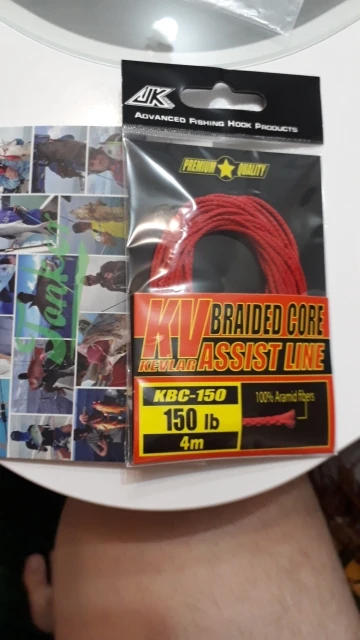 JK
ADVANCED FISHING HOOK PRODUCTS
PREMIUM QUALITY
KV BRAIDED CORE
KEVLAR ASSIST LINE
KBC-150
150 lb
4m
100% Aramid fibers